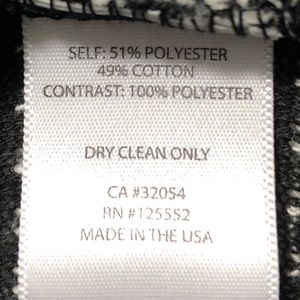 SELF: 51% POLYESTER
49% COTTON
CONTRAST: 100% POLYESTER
DRY CLEAN ONLY
CA #32054
RN #125552
MADE IN THE USA